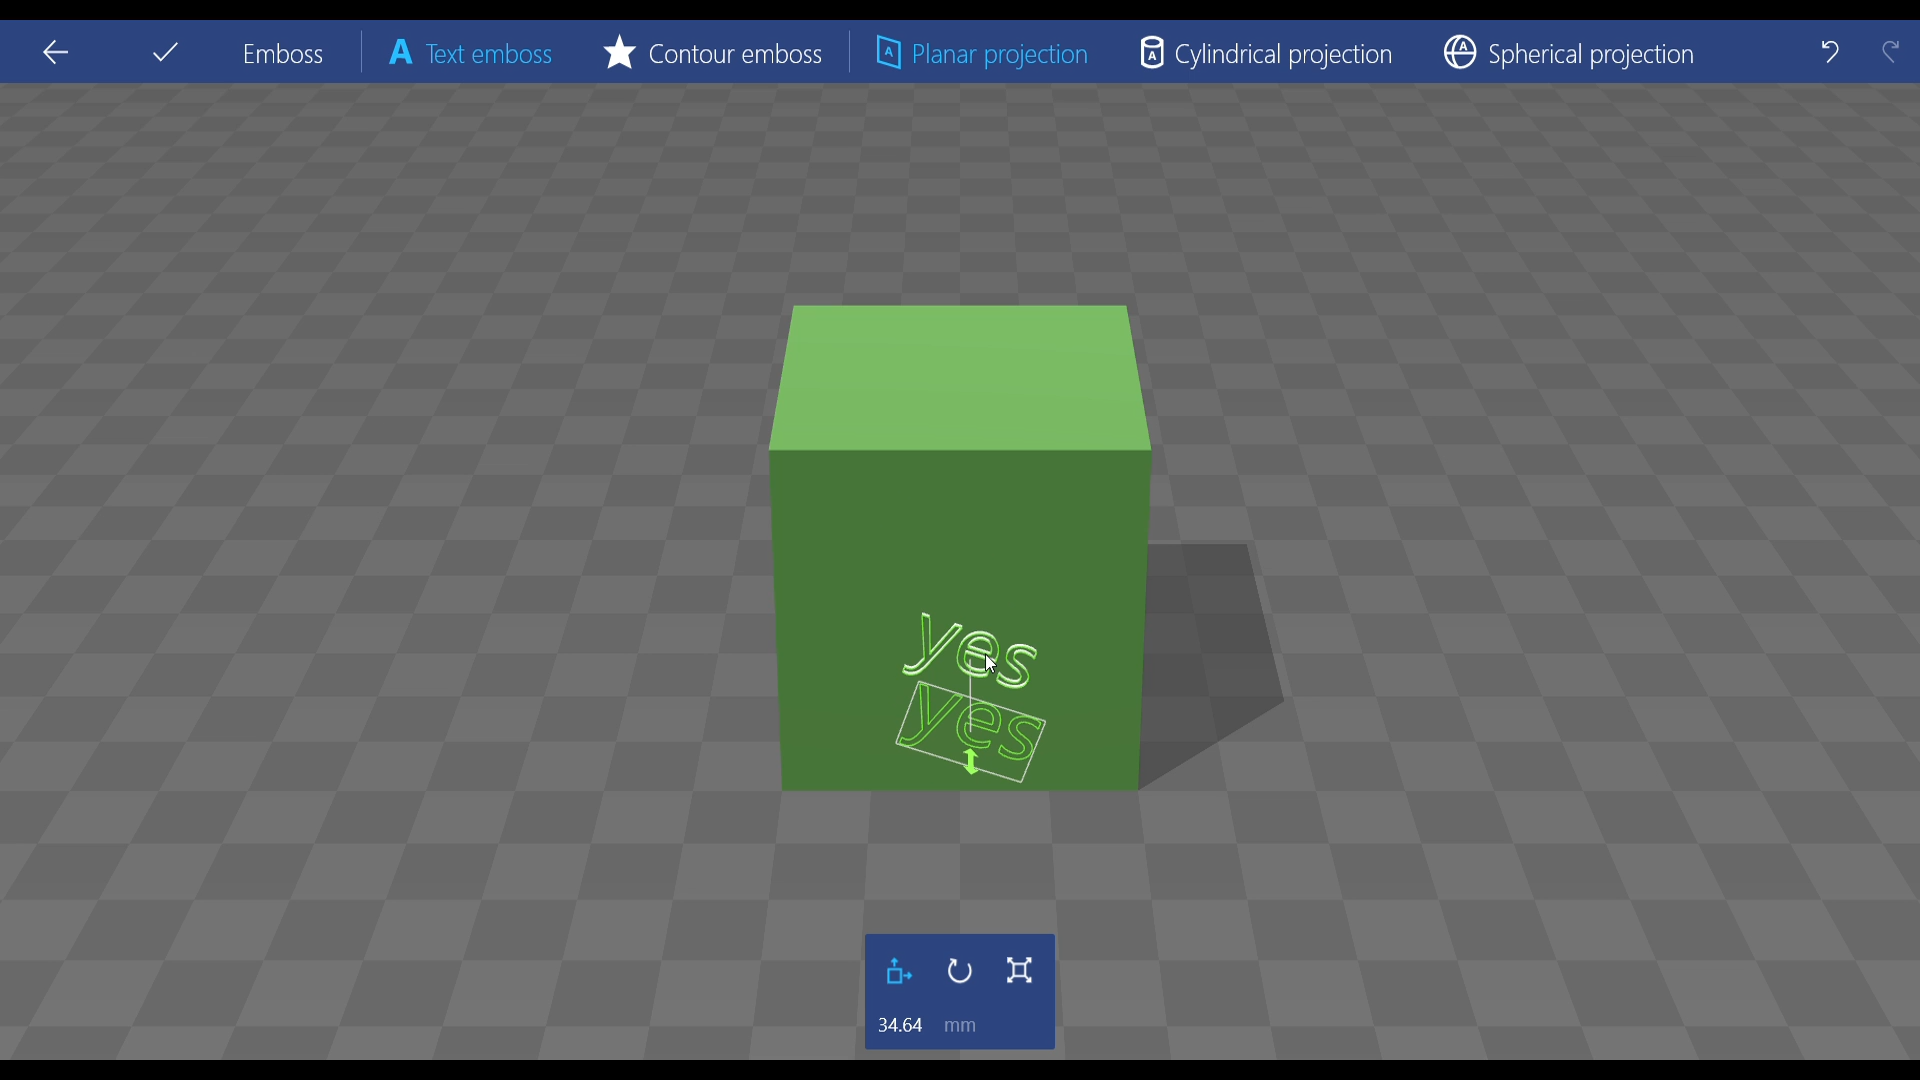 Emboss A Text emboss Contour emboss A Planar projection A Cylindrical projection A Spherical projection
yes
yes
34.64 mm